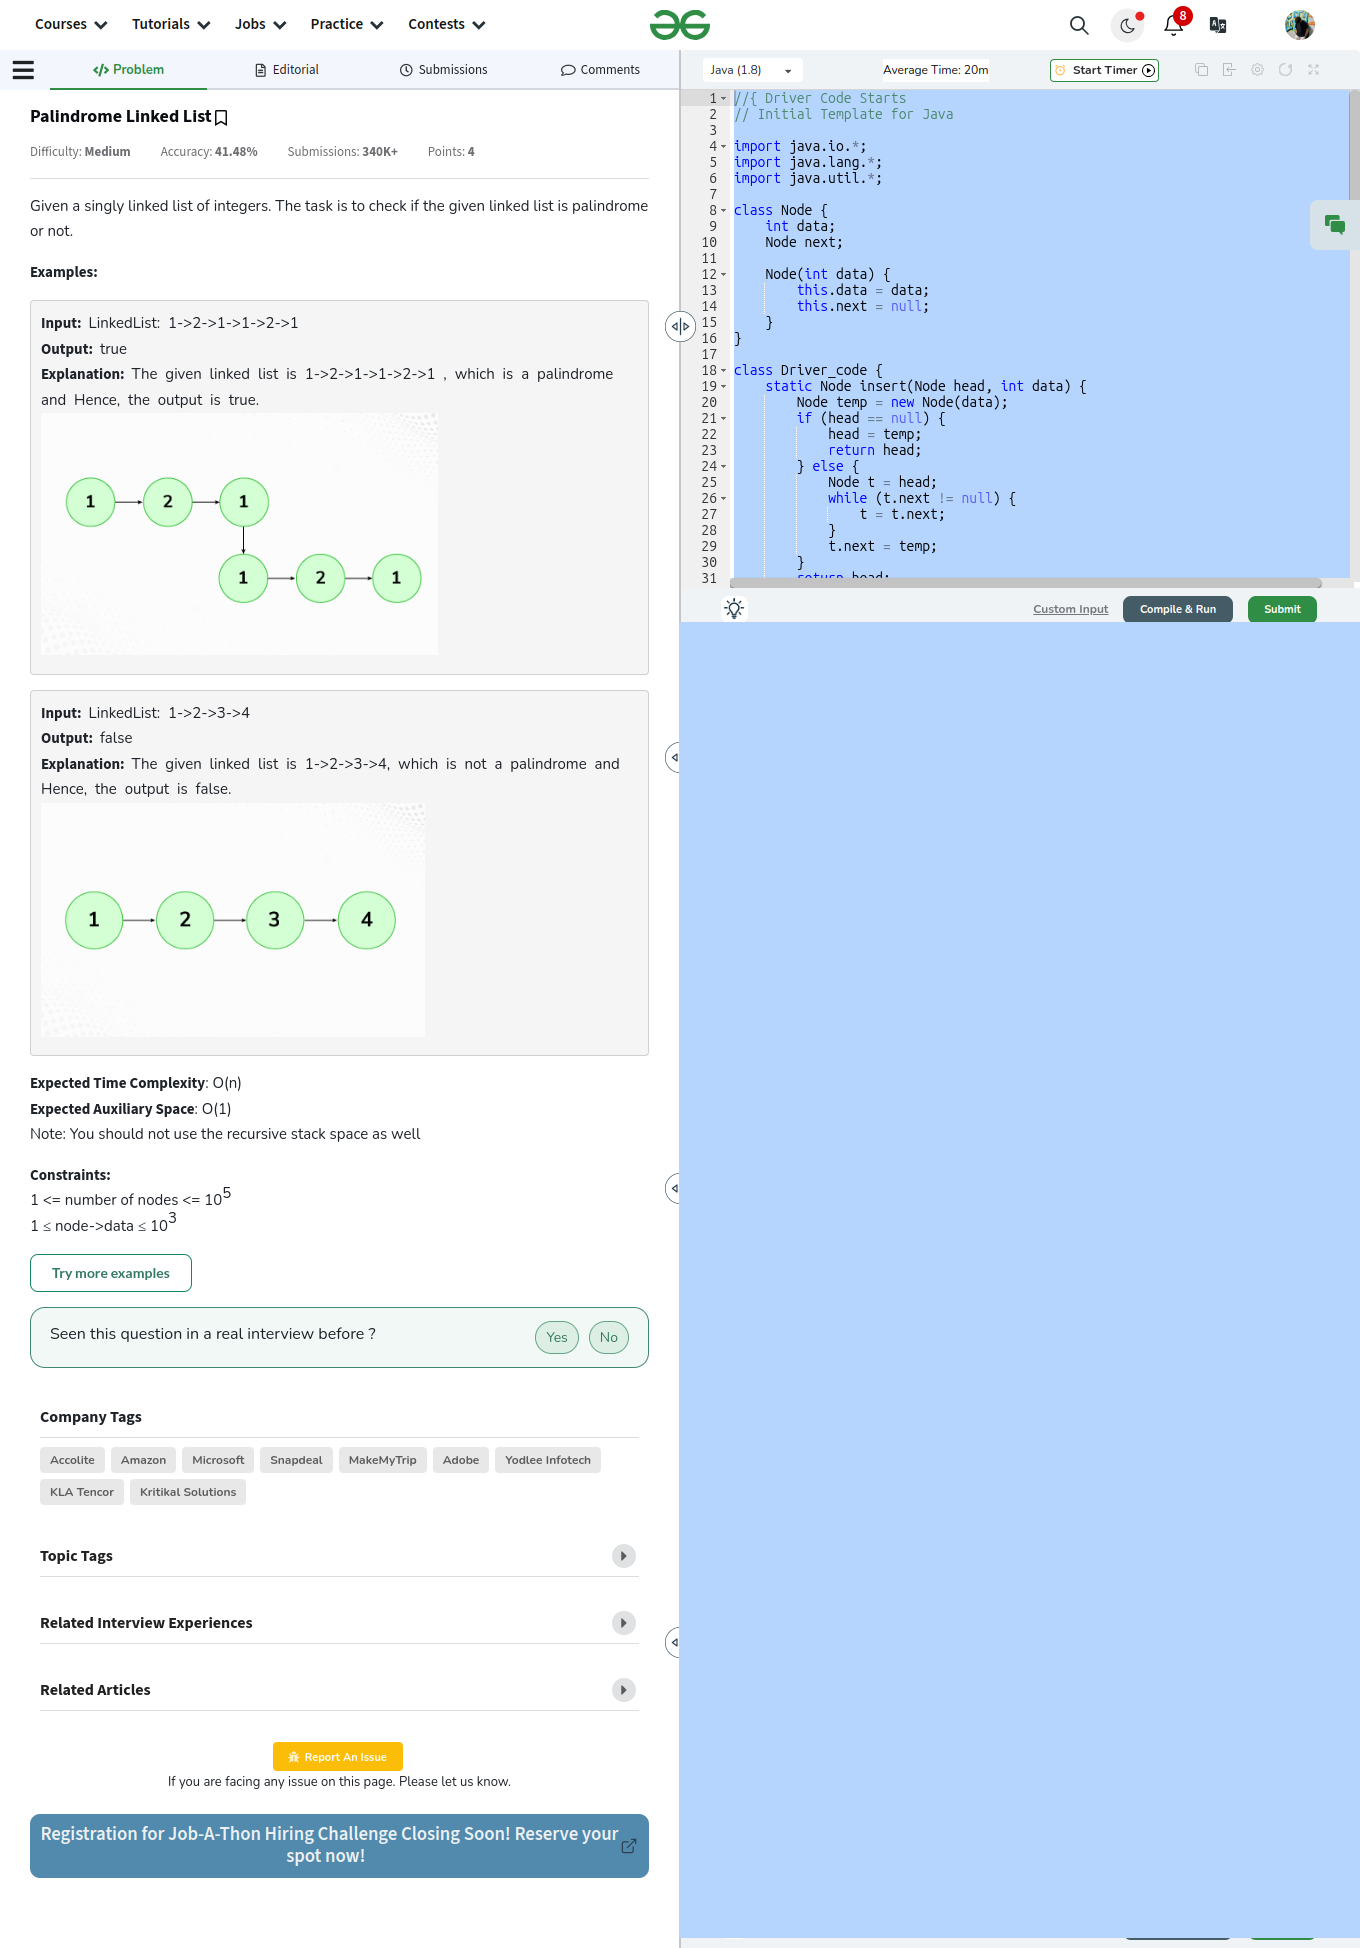 Courses Tutorials Jobs Practice Contests
8
Problem Editorial Submissions Comments
Palindrome Linked List
Difficulty: Medium Accuracy: 41.48% Submissions: 340K+ Points: 4
Given a singly linked list of integers. The task is to check if the given linked list is palindrome
or not.
Examples:
Input: LinkedList: 1->2->1->1->2->1
Output: true
Explanation: The given linked list is 1->2->1->1->2->1 , which is a palindrome
and Hence, the output is true.
1 2 1
1 2 1
Input: LinkedList: 1->2->3->4
Output: false
Explanation: The given linked list is 1->2->3->4, which is not a palindrome and
Hence, the output is false.
1 2 3 4
Expected Time Complexity: O(n)
Expected Auxiliary Space: O(1)
Note: You should not use the recursive stack space as well
Constraints:
1 <= number of nodes <= 10^5
1 ≤ node->data ≤ 10^3
Try more examples
Seen this question in a real interview before ? Yes No
Company Tags
Accolite Amazon Microsoft Snapdeal MakeMyTrip Adobe Yodlee Infotech
KLA Tencor Kritikal Solutions
Topic Tags
Related Interview Experiences
Related Articles
Report An Issue
If you are facing any issue on this page. Please let us know.
Registration for Job-A-Thon Hiring Challenge Closing Soon! Reserve your
spot now!
Java (1.8) Average Time: 20m Start Timer
1 //{ Driver Code Starts
2 // Initial Template for Java
3
4 import java.io.*;
5 import java.lang.*;
6 import java.util.*;
7
8 class Node {
9     int data;
10     Node next;
11
12     Node(int data) {
13         this.data = data;
14         this.next = null;
15     }
16 }
17
18 class Driver_code {
19     static Node insert(Node head, int data) {
20         Node temp = new Node(data);
21         if (head == null) {
22             head = temp;
23             return head;
24         } else {
25             Node t = head;
26             while (t.next != null) {
27                 t = t.next;
28             }
29             t.next = temp;
30         }
31         return head;
Custom Input Compile & Run Submit